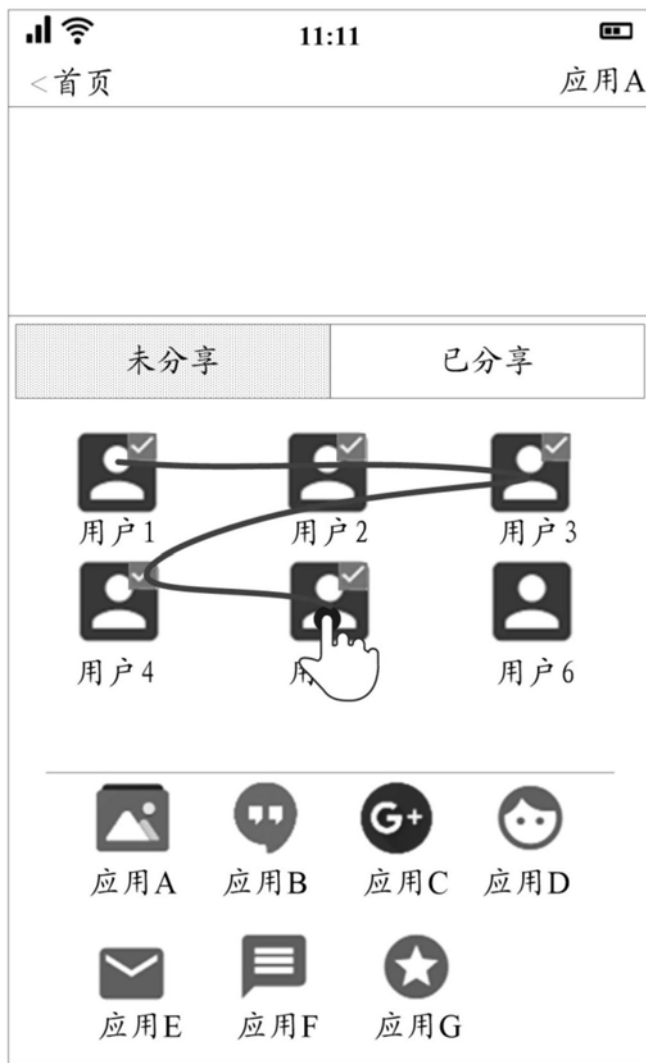 11:11
<首页 应用A
未分享 已分享
用户1 用户2 用户3
用户4 用 用户6
应用A 应用B 应用C 应用D
应用E 应用F 应用G